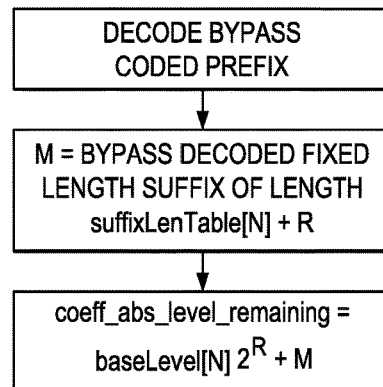 DECODE BYPASS
CODED PREFIX
M = BYPASS DECODED FIXED
LENGTH SUFFIX OF LENGTH
suffixLenTable[N] + R
coeff_abs_level_remaining =
baseLevel[N] 2^R + M